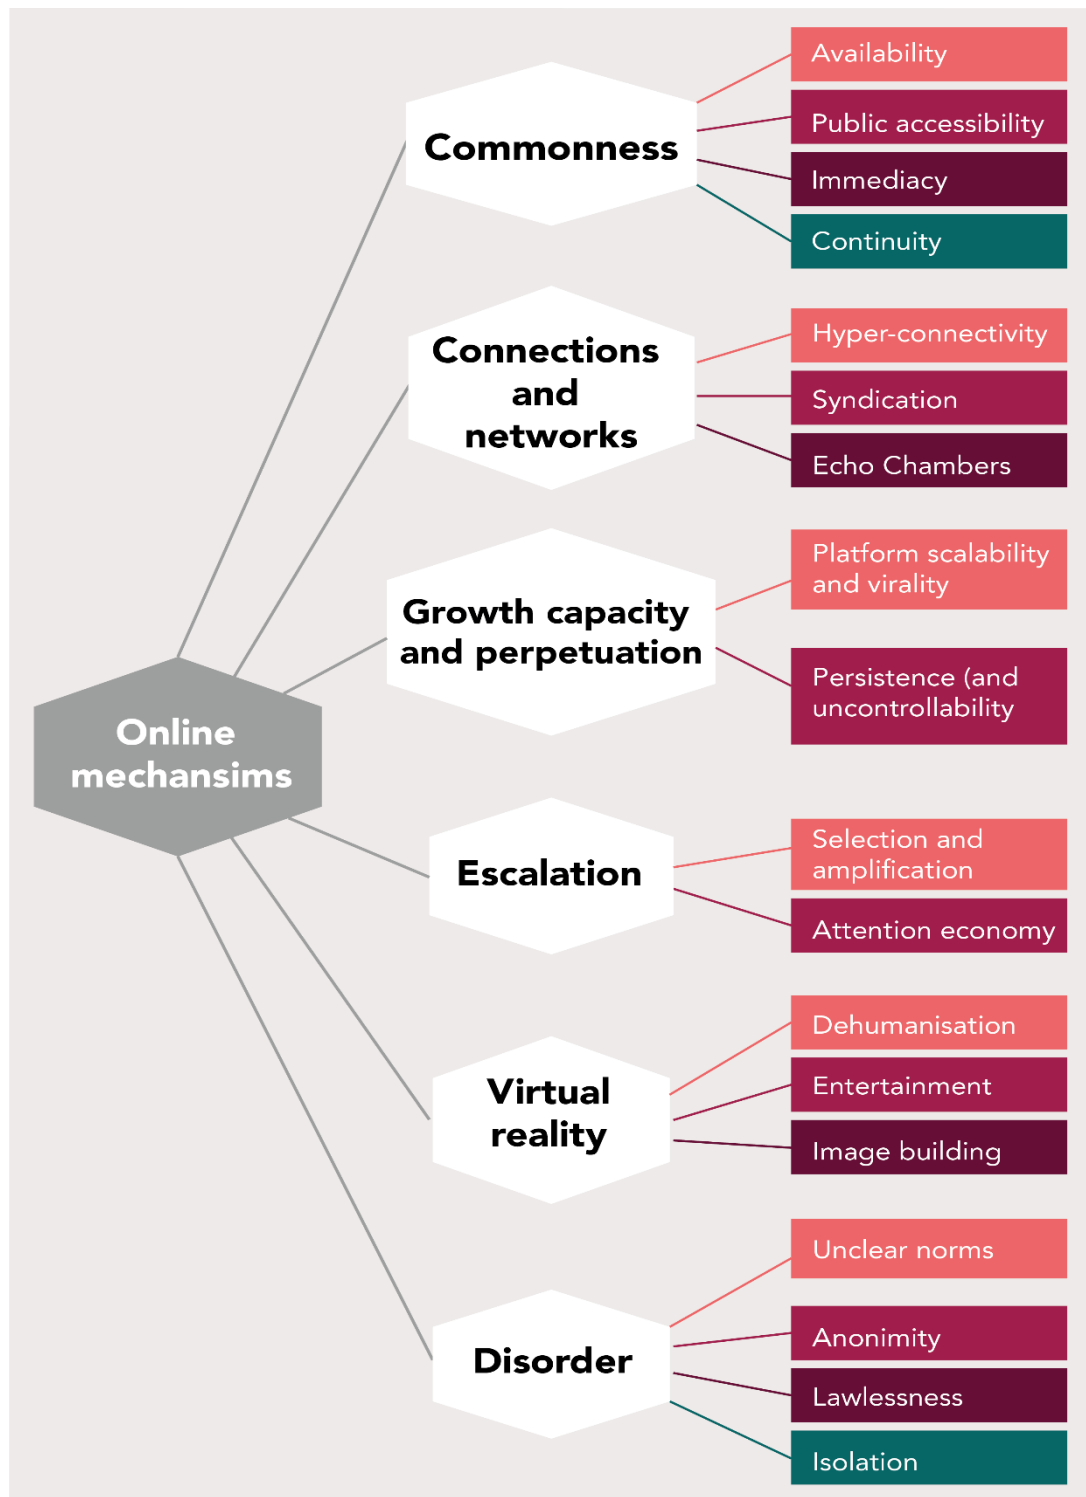 Availability
Public accessibility
Commonness
Immediacy
Continuity
Hyper-connectivity
Connections
and
networks
Syndication
Echo Chambers
Platform scalability
and virality
Growth capacity
and perpetuation
Persistence (and
uncontrollability
Online
mechansims
Selection and
amplification
Escalation
Attention economy
Dehumanisation
Virtual
reality
Entertainment
Image building
Unclear norms
Anonimity
Disorder
Lawlessness
Isolation